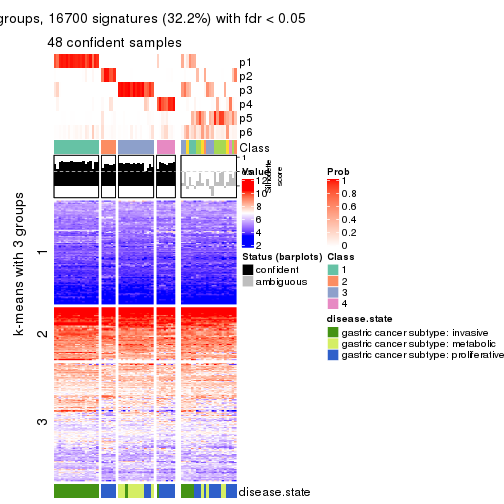 groups, 16700 signatures (32.2%) with fdr < 0.05
48 confident samples
p1
p2
p3
p4
p5
p6
Class
1
Silhouette
score
k-means with 3 groups
1
2
3
Value
12
10
8
6
4
2
Prob
1
0.8
0.6
0.4
0.2
0
Status (barplots)
confident
ambiguous
Class
1
2
3
4
disease.state
gastric cancer subtype: invasive
gastric cancer subtype: metabolic
gastric cancer subtype: proliferative
disease.state